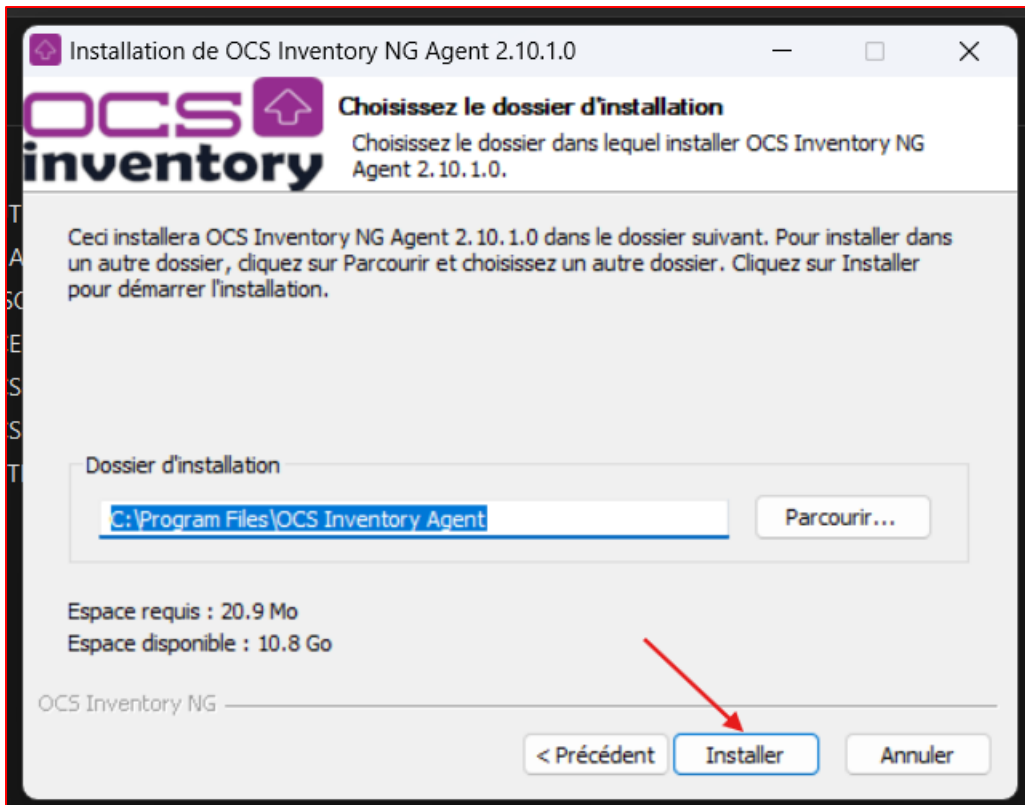 Installation de OCS Inventory NG Agent 2.10.1.0
OCS
inventory
Choisissez le dossier d'installation
Choisissez le dossier dans lequel installer OCS Inventory NG
Agent 2.10.1.0.
Ceci installera OCS Inventory NG Agent 2.10.1.0 dans le dossier suivant. Pour installer dans
un autre dossier, cliquez sur Parcourir et choisissez un autre dossier. Cliquez sur Installer
pour démarrer l'installation.
Dossier d'installation
C:\Program Files\OCS Inventory Agent
Parcourir...
Espace requis : 20.9 Mo
Espace disponible : 10.8 Go
OCS Inventory NG
< Précédent
Installer
Annuler